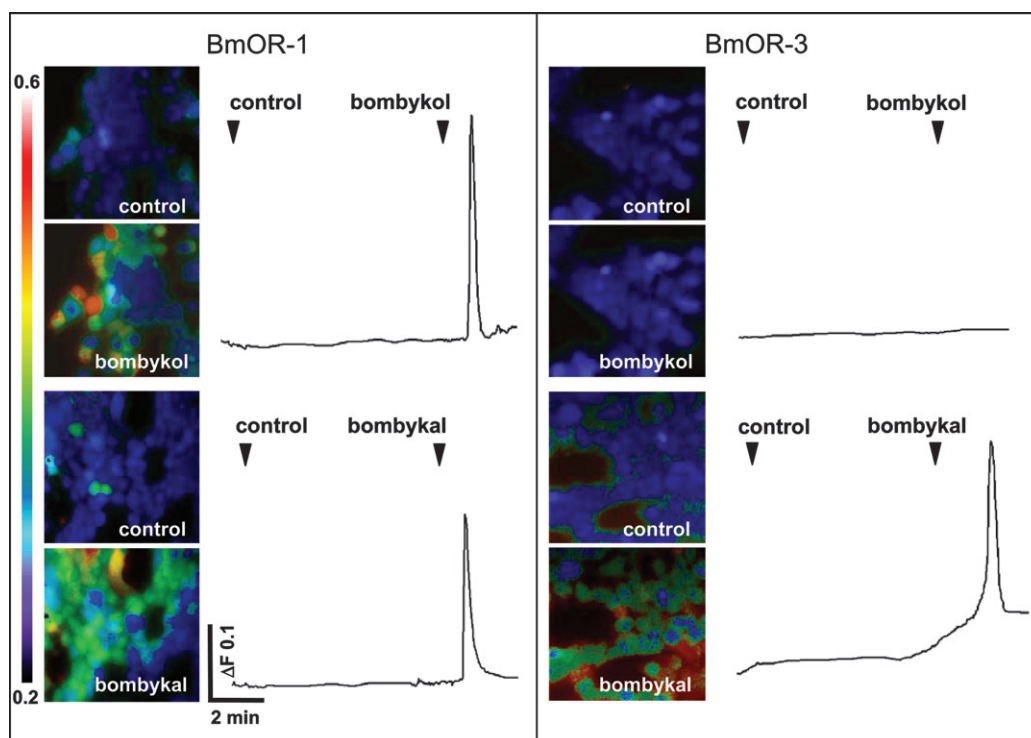 BmOR-1
0.6
control
bombykol
control
bombykol
control
bombykal
control
bombykal
ΔF 0.1
2 min
0.2
BmOR-3
control
bombykol
control
bombykol
control
bombykal
control
bombykal